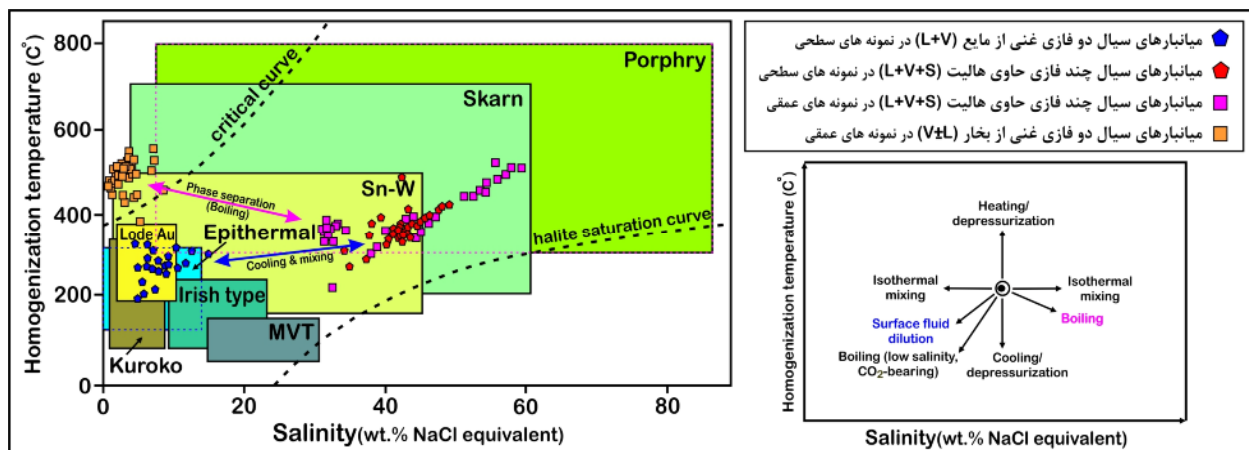 Homogenization temperature (C°)
800
600
400
200
0
0
20
40
60
80
Salinity(wt.% NaCl equivalent)
critical curve
Porphry
Skarn
Sn-W
Phase separation
(Boiling)
Lode Au
Epithermal
Cooling & mixing
halite saturation curve
Irish type
MVT
Kuroko
میانبارهای سیال دو فازی غنی از مایع (L+V) در نمونه های سطحی
میانبارهای سیال چند فازی حاوی هالیت (L+V+S) در نمونه های سطحی
میانبارهای سیال چند فازی حاوی هالیت (L+V+S) در نمونه های عمقی
میانبارهای سیال دو فازی غنی از بخار (V±L) در نمونه های عمقی
Homogenization temperature (C°)
Heating/
depressurization
Isothermal
mixing
Isothermal
mixing
Surface fluid
dilution
Boiling
Boiling (low salinity,
CO₂-bearing)
Cooling/
depressurization
Salinity(wt.% NaCl equivalent)